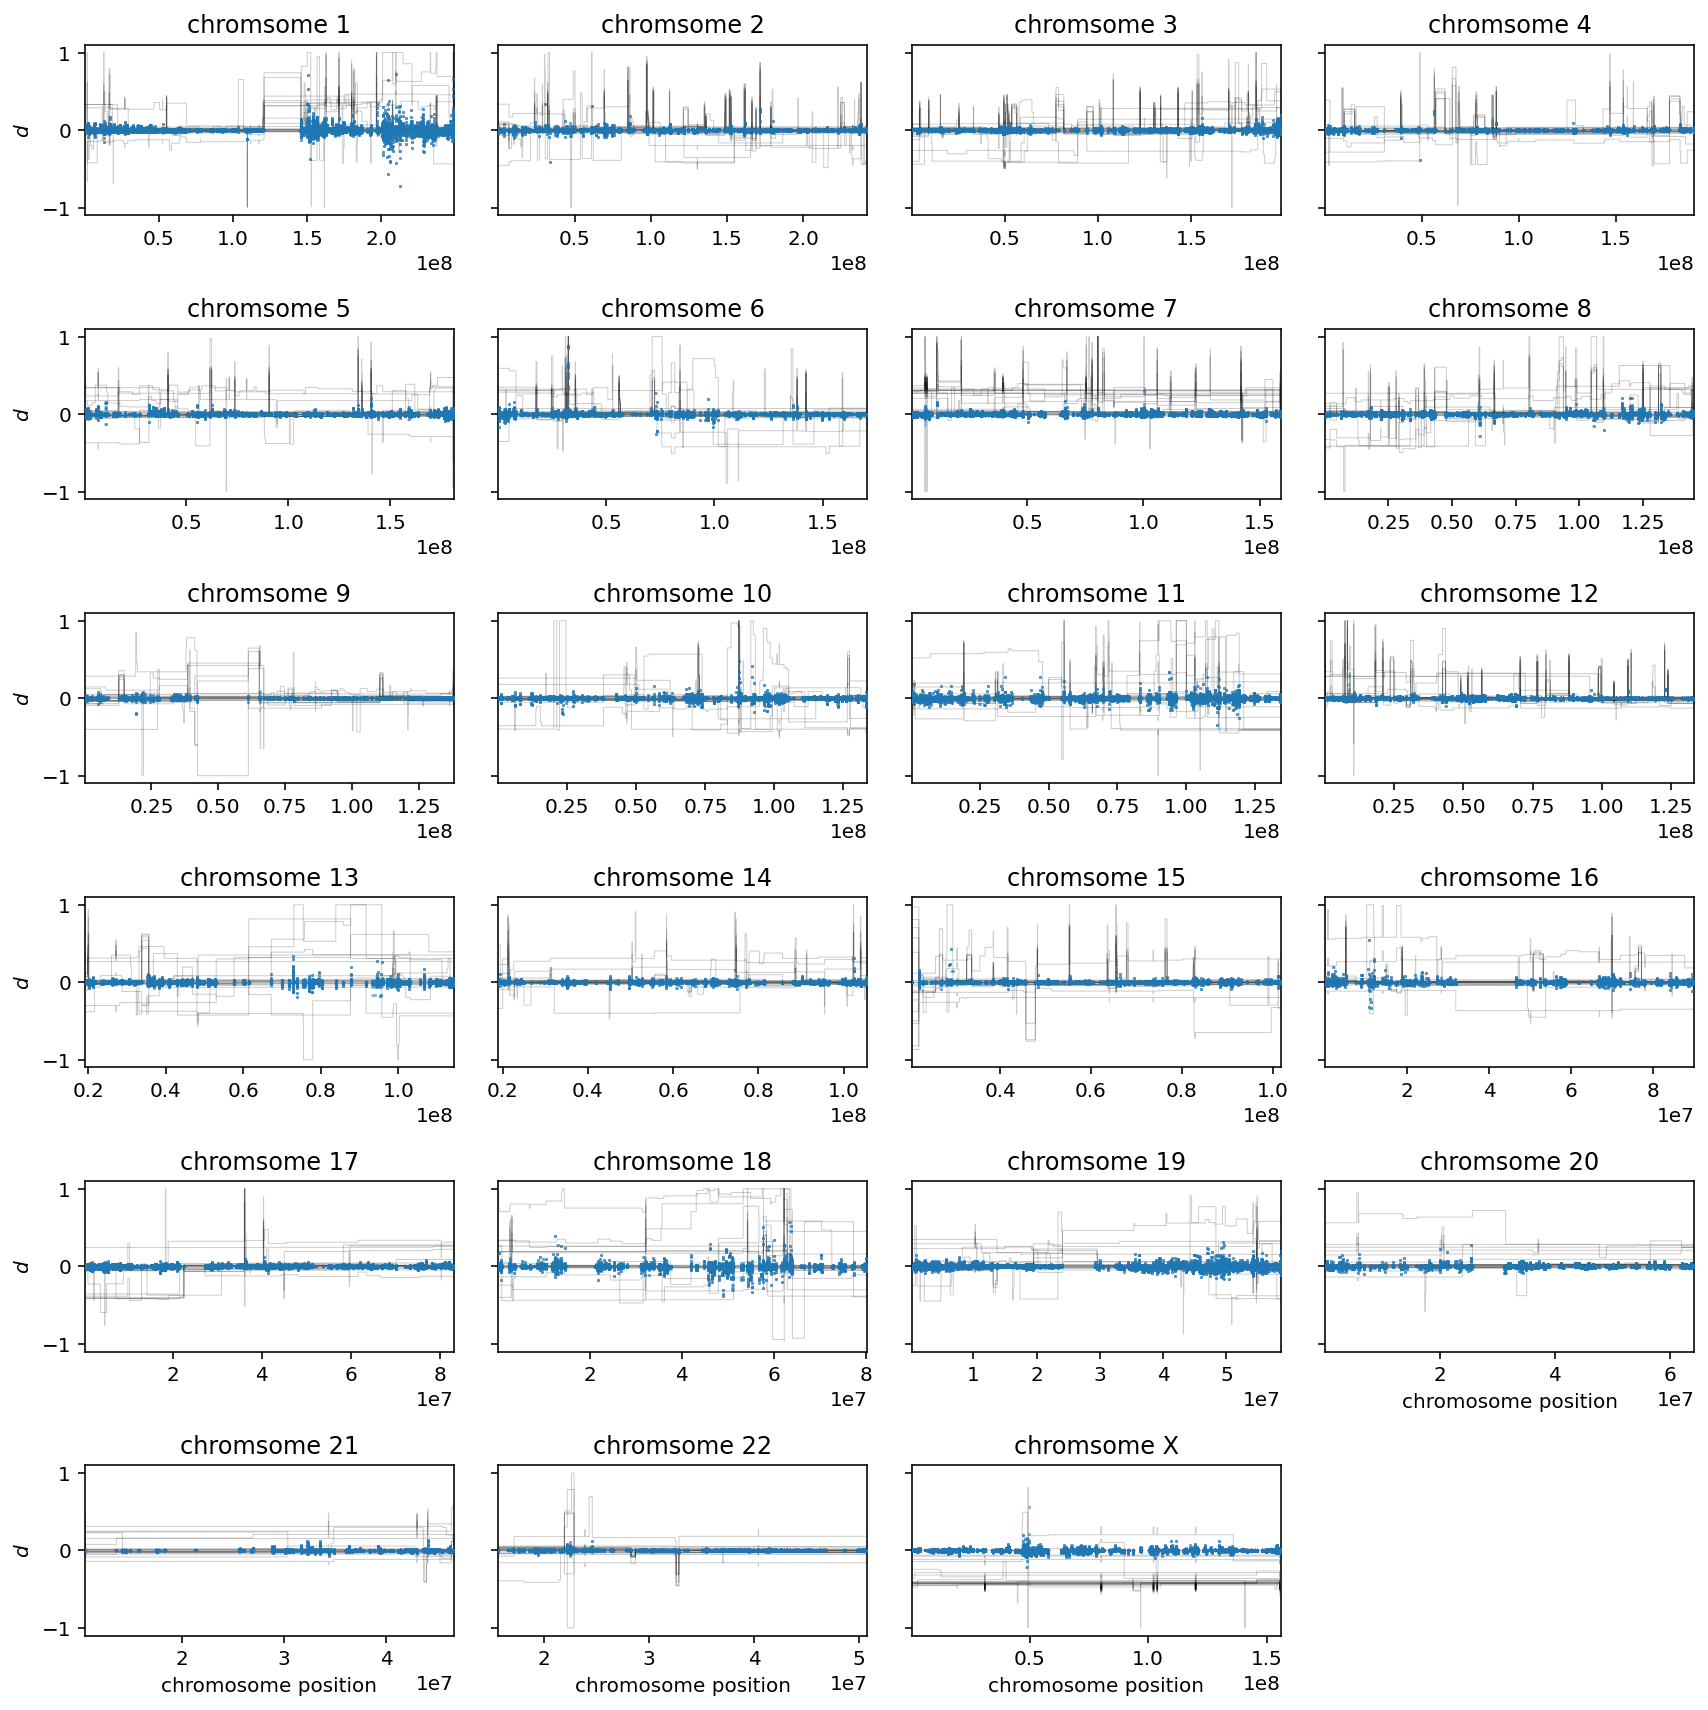 chromsome 1 chromsome 2 chromsome 3 chromsome 4
1
d 0
−1
0.5 1.0 1.5 2.0 0.5 1.0 1.5 2.0 0.5 1.0 1.5 0.5 1.0 1.5
1e8 1e8 1e8 1e8
chromsome 5 chromsome 6 chromsome 7 chromsome 8
1
d 0
−1
0.5 1.0 1.5 0.5 1.0 1.5 0.5 1.0 1.5 0.25 0.50 0.75 1.00 1.25
1e8 1e8 1e8 1e8
chromsome 9 chromsome 10 chromsome 11 chromsome 12
1
d 0
−1
0.25 0.50 0.75 1.00 1.25 0.25 0.50 0.75 1.00 1.25 0.25 0.50 0.75 1.00 1.25 0.25 0.50 0.75 1.00 1.25
1e8 1e8 1e8 1e8
chromsome 13 chromsome 14 chromsome 15 chromsome 16
1
d 0
−1
0.2 0.4 0.6 0.8 1.0 0.2 0.4 0.6 0.8 1.0 0.4 0.6 0.8 1.0 2 4 6 8
1e8 1e8 1e8 1e7
chromsome 17 chromsome 18 chromsome 19 chromsome 20
1
d 0
−1
2 4 6 8 2 4 6 8 1 2 3 4 5 2 4 6
1e7 1e7 1e7 chromosome position 1e7
chromsome 21 chromsome 22 chromsome X
1
d 0
−1
2 3 4 2 3 4 5 0.5 1.0 1.5
chromosome position 1e7 chromosome position 1e7 chromosome position 1e8